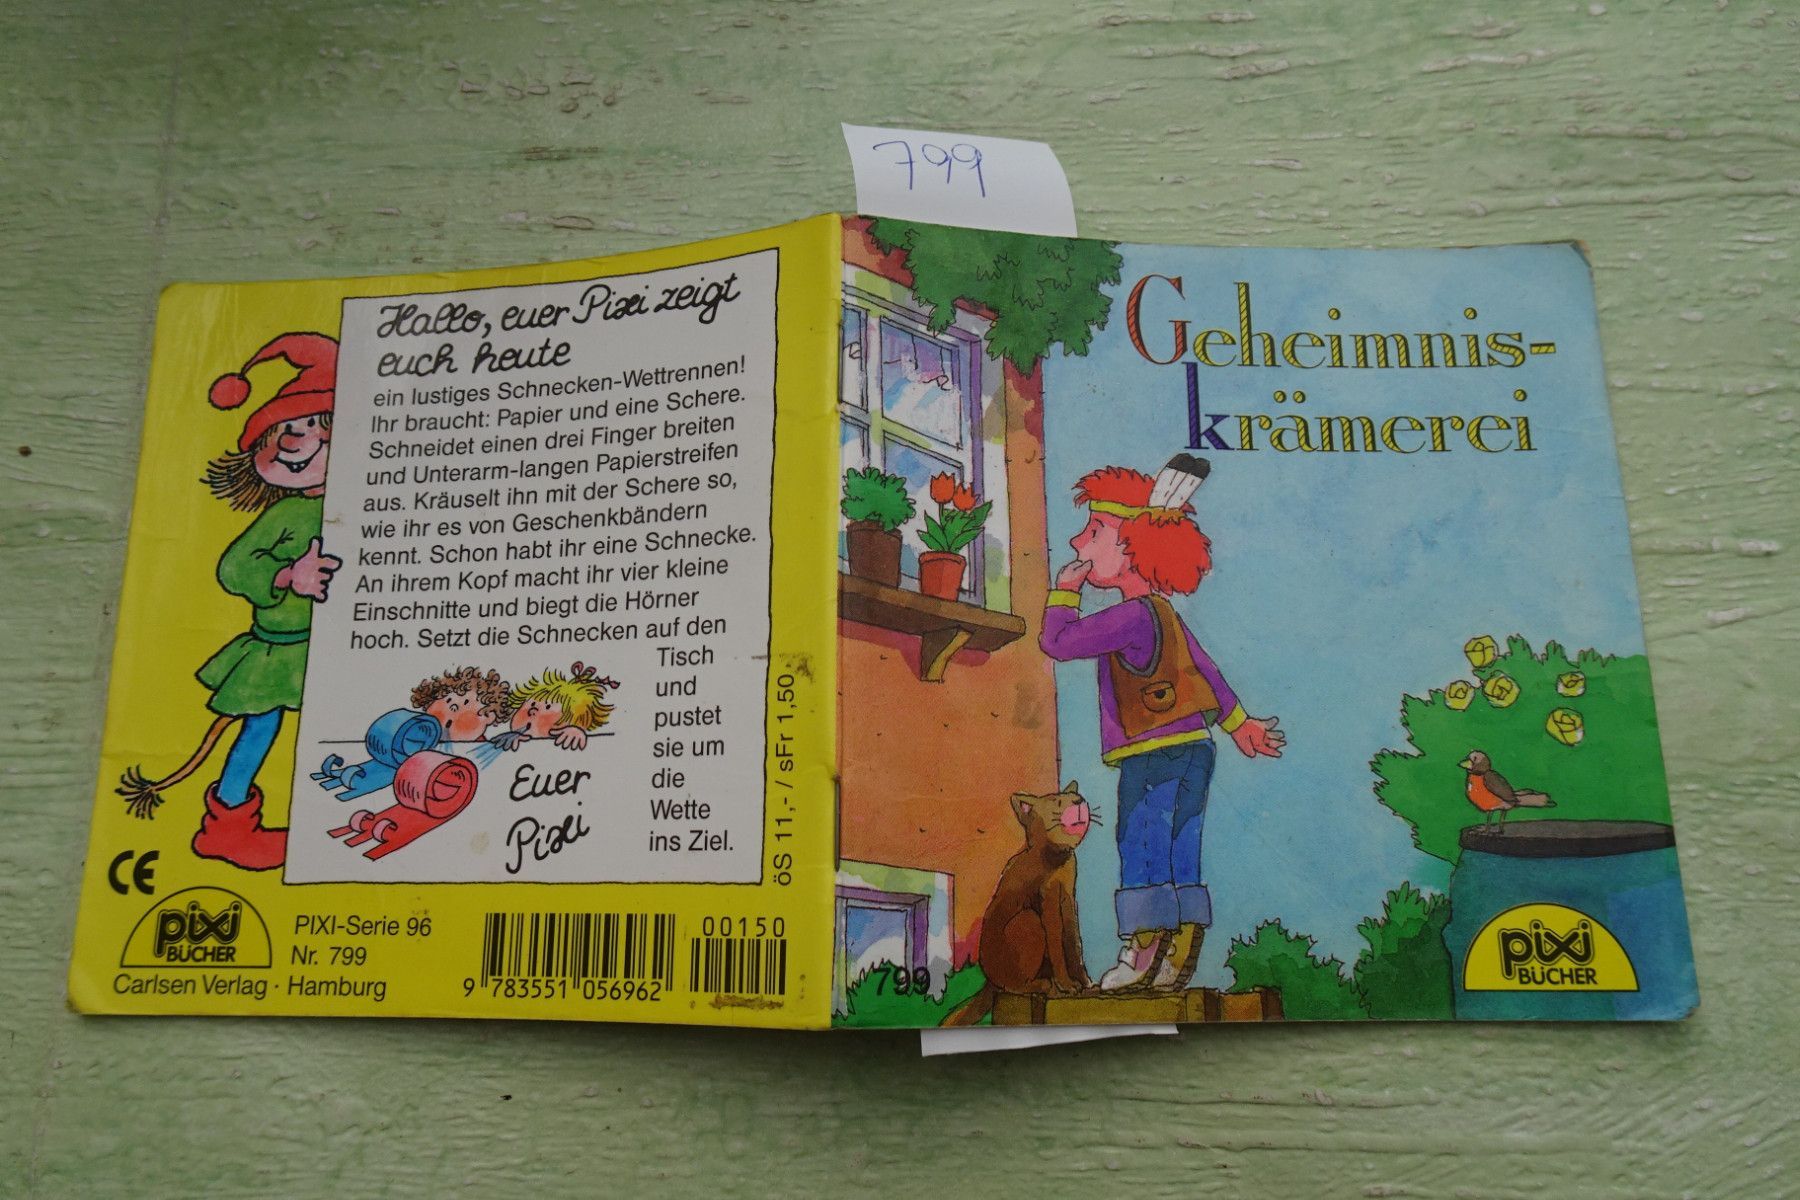 799
Hallo, euer Pixi zeigt
euch heute
ein lustiges Schnecken-Wettrennen!
Ihr braucht: Papier und eine Schere.
Schneidet einen drei Finger breiten
und Unterarm-langen Papierstreifen
aus. Kräuselt ihn mit der Schere so,
wie ihr es von Geschenkbändern
kennt. Schon habt ihr eine Schnecke.
An ihrem Kopf macht ihr vier kleine
Einschnitte und biegt die Hörner
hoch. Setzt die Schnecken auf den
Tisch
und
pustet
sie um
die
Wette
ins Ziel.
Euer
Pixi
öS 11,- / sFr 1,50
CE
pixi
BÜCHER
PIXI-Serie 96
Nr. 799
Carlsen Verlag · Hamburg
9 783551 056962
00150
Geheimnis-
krämerei
799
pixi
BÜCHER